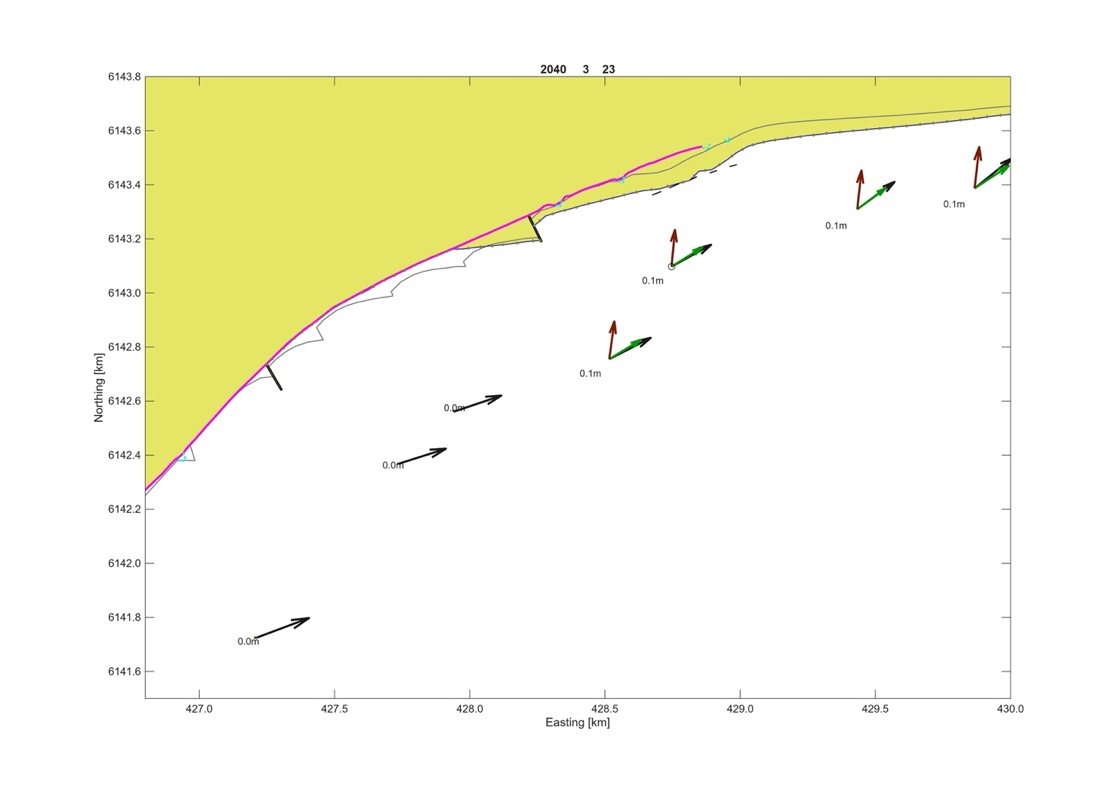 2040 3 23
6143.8
6143.6
6143.4
6143.2
6143.0
6142.8
6142.6
6142.4
6142.2
6142.0
6141.8
6141.6
Northing [km]
0.1m
0.1m
0.1m
0.1m
0.0m
0.0m
0.0m
427.0 427.5 428.0 428.5 429.0 429.5 430.0
Easting [km]